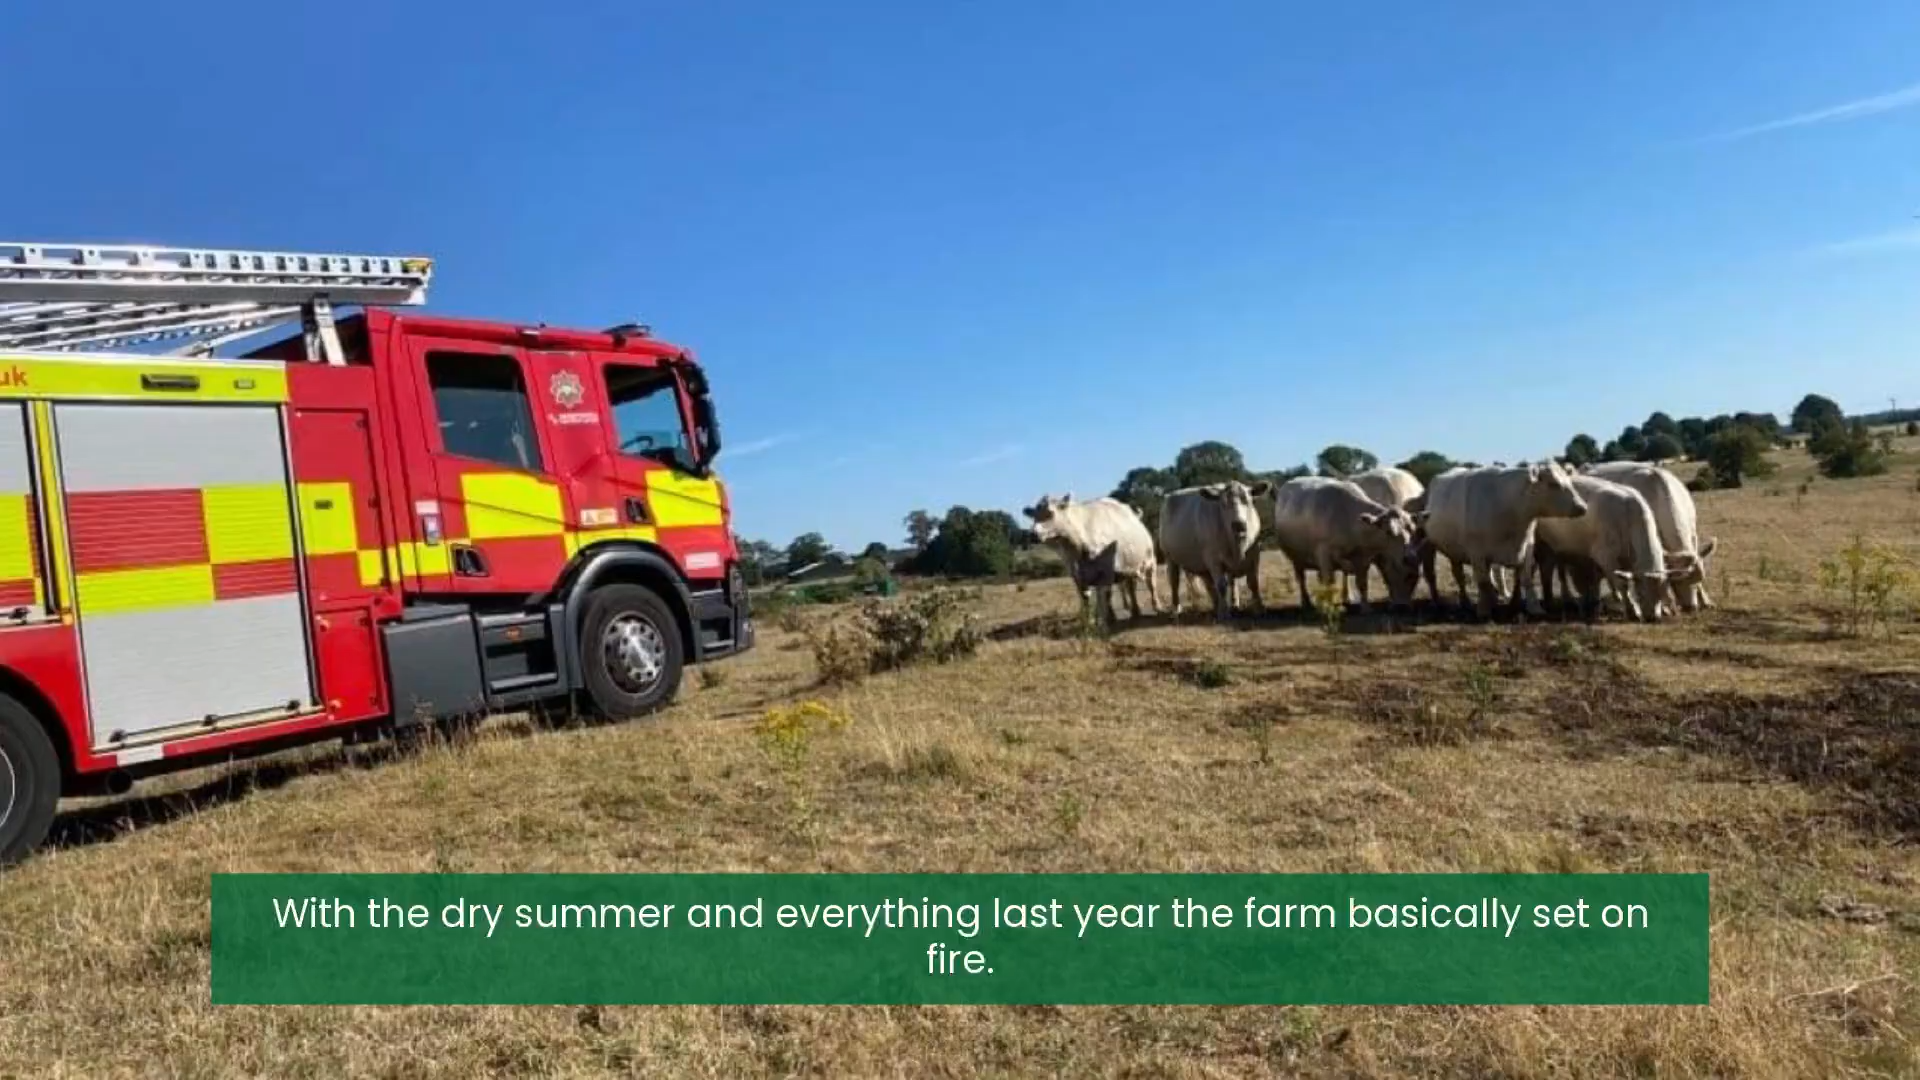 uk
With the dry summer and everything last year the farm basically set on
fire.